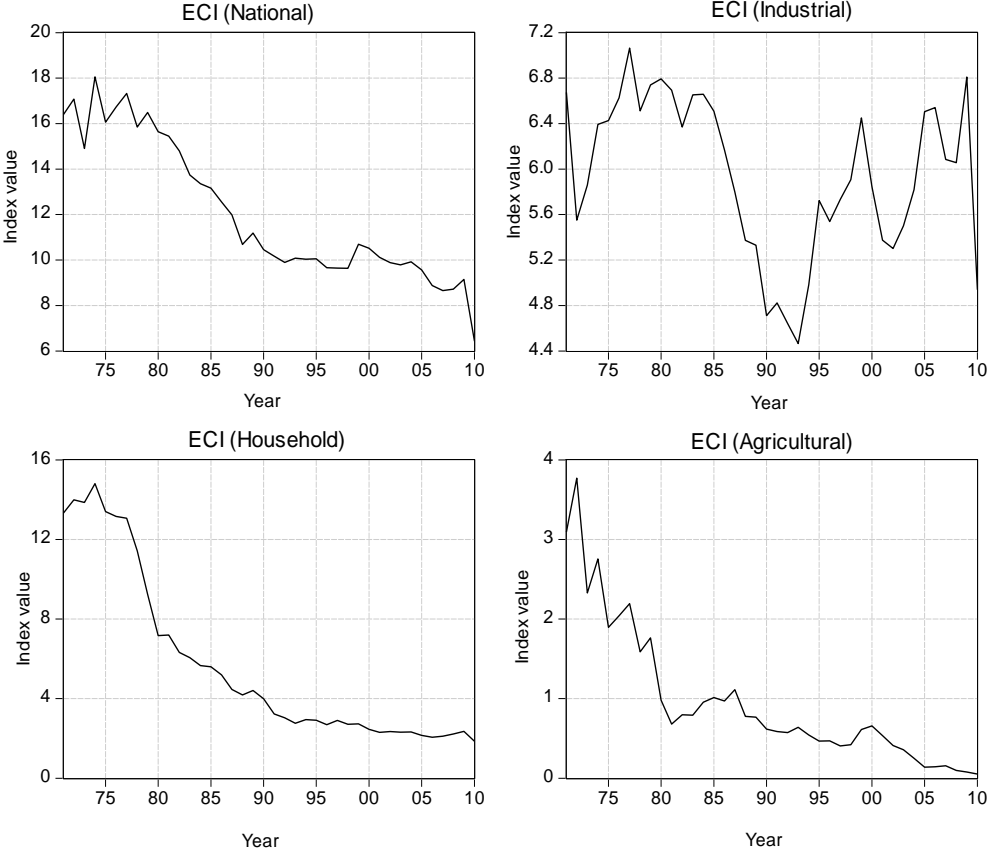 ECI (National)
20
18
16
14
12
10
8
6
Index value
75 80 85 90 95 00 05 10
Year
ECI (Industrial)
7.2
6.8
6.4
6.0
5.6
5.2
4.8
4.4
Index value
75 80 85 90 95 00 05 10
Year
ECI (Household)
16
12
8
4
0
Index value
75 80 85 90 95 00 05 10
Year
ECI (Agricultural)
4
3
2
1
0
Index value
75 80 85 90 95 00 05 10
Year